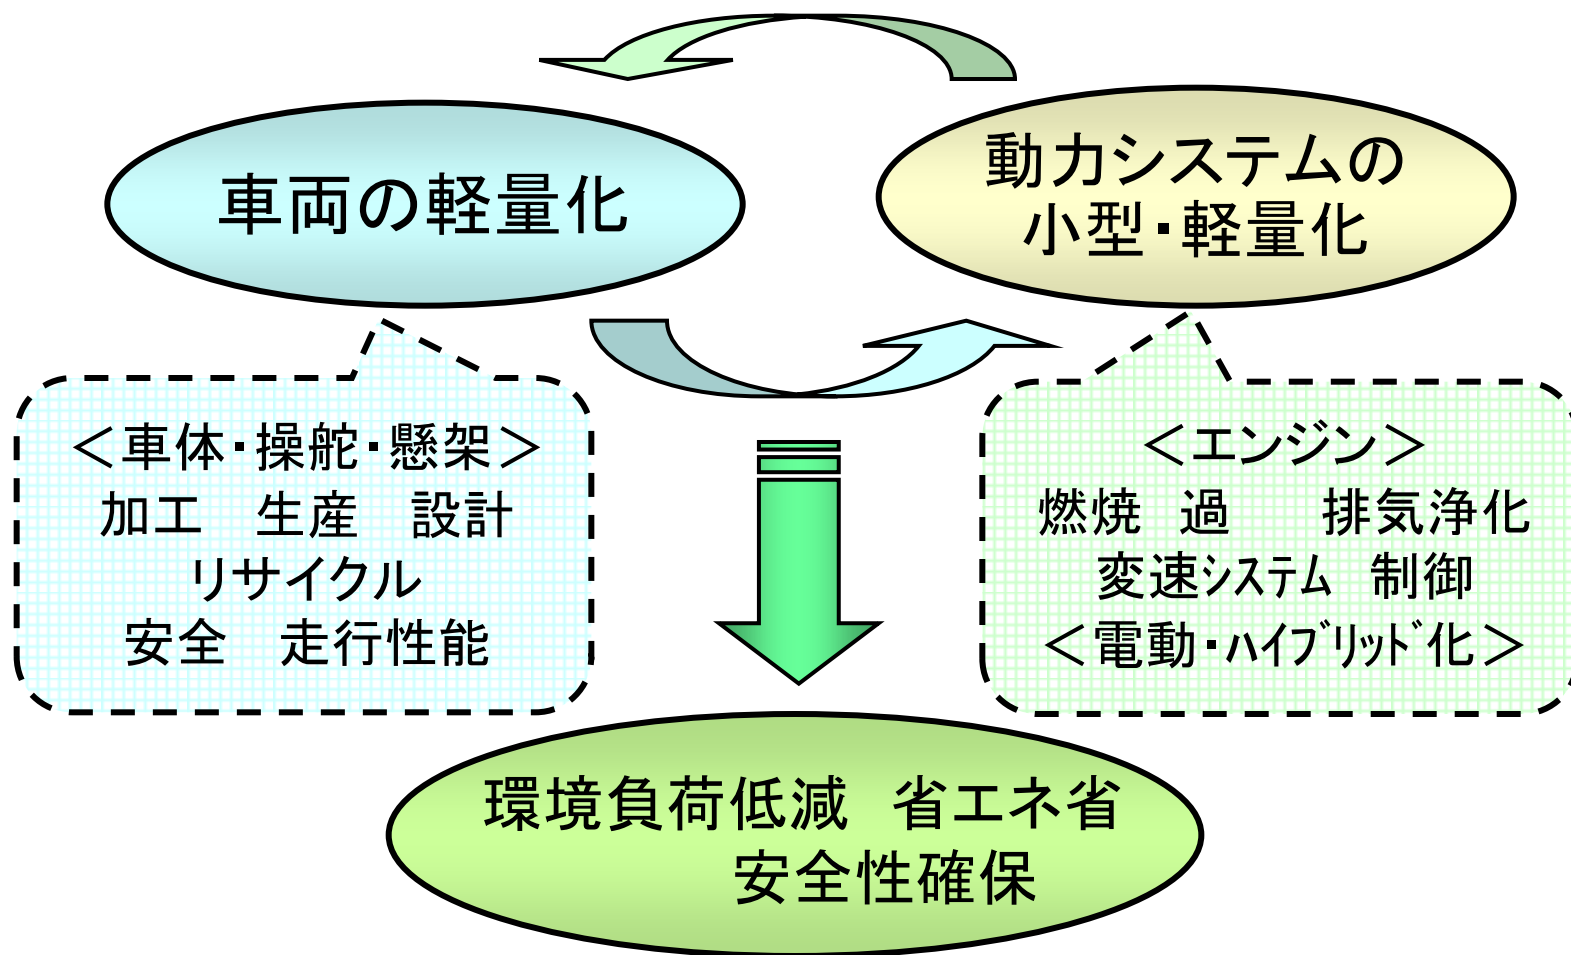 車両の軽量化
動力システムの
小型・軽量化
＜車体・操舵・懸架＞
加工　生産　設計
リサイクル
安全　走行性能
＜エンジン＞
燃焼　過　　排気浄化
変速ｼｽﾃﾑ　制御
＜電動・ﾊｲﾌﾞﾘｯﾄﾞ化＞
環境負荷低減　省エネ省
安全性確保